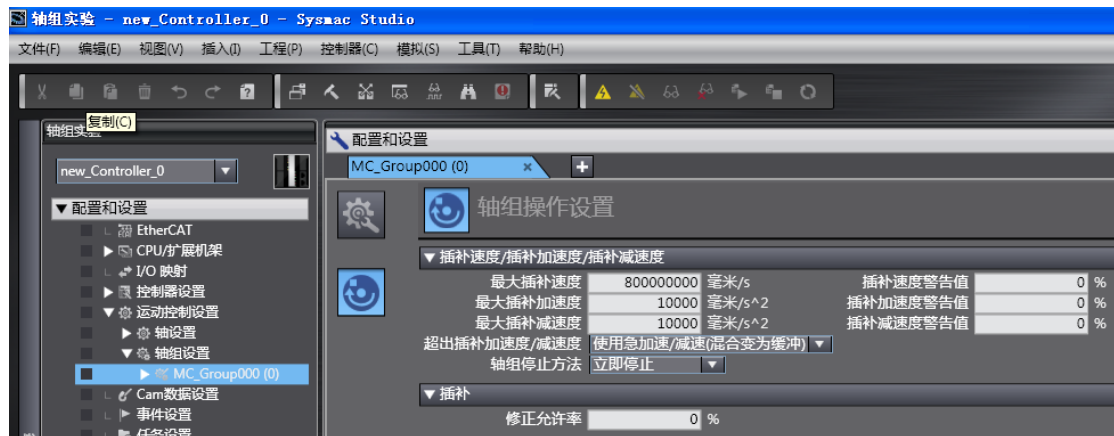 轴组实验 - new_Controller_0 - Sysmac Studio
文件(F) 编辑(E) 视图(V) 插入(I) 工程(P) 控制器(C) 模拟(S) 工具(T) 帮助(H)
复制(C)
轴组实验
new_Controller_0
▼ 配置和设置
EtherCAT
▶ CPU/扩展机架
I/O 映射
▶ 控制器设置
▼ 运动控制设置
▶ 轴设置
▼ 轴组设置
▶ MC_Group000 (0)
Cam数据设置
▶ 事件设置
▶ 任务设置
配置和设置
MC_Group000 (0) × +
轴组操作设置
▼ 插补速度/插补加速度/插补减速度
最大插补速度 800000000 毫米/s 插补速度警告值 0 %
最大插补加速度 10000 毫米/s^2 插补加速度警告值 0 %
最大插补减速度 10000 毫米/s^2 插补减速度警告值 0 %
超出插补加速度/减速度 使用急加速/减速(混合变为缓冲) ▼
轴组停止方法 立即停止 ▼
▼ 插补
修正允许率 0 %